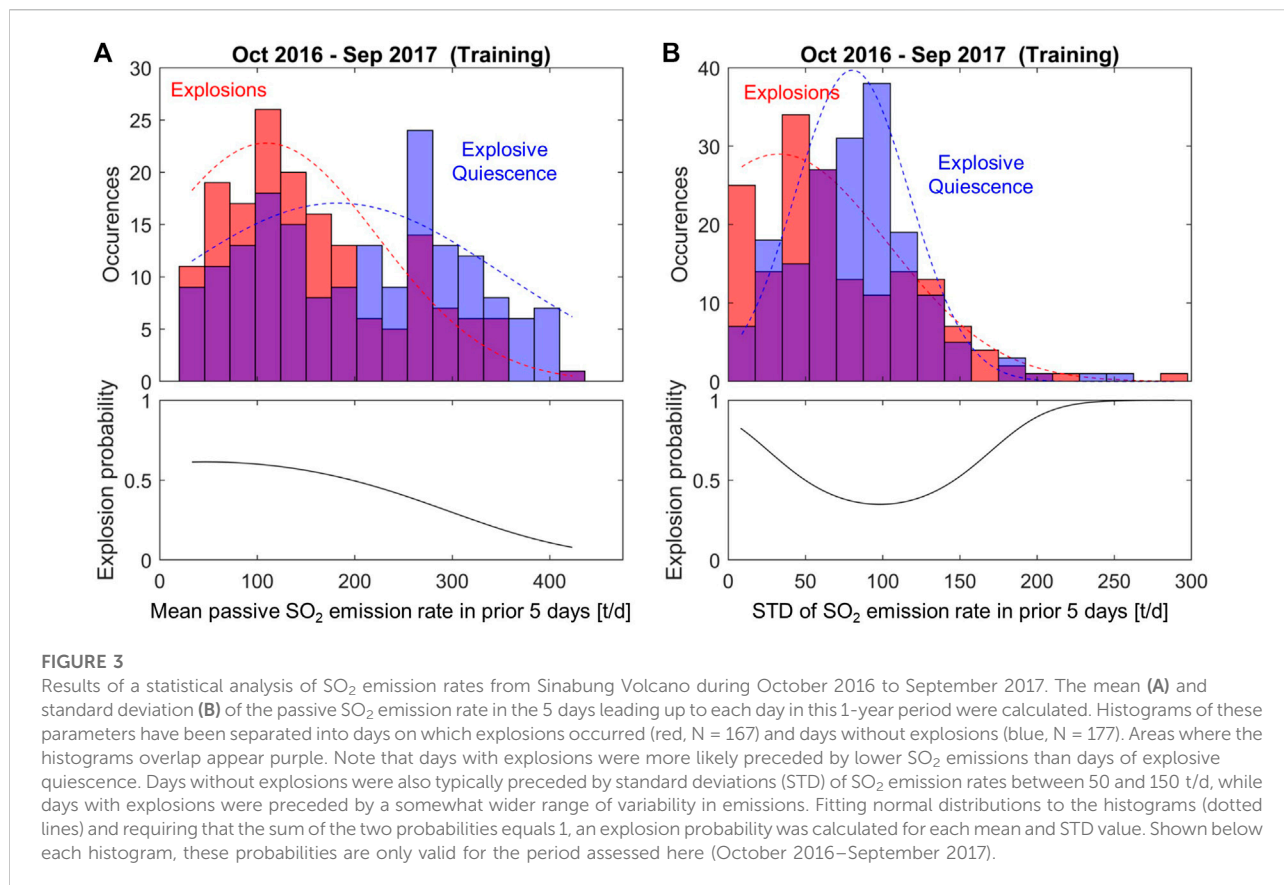 A
Oct 2016 - Sep 2017 (Training)
30
25
20
15
10
5
0
Occurences
Explosions
Explosive
Quiescence
1
0.5
0
Explosion probability
0 100 200 300 400
Mean passive SO2 emission rate in prior 5 days [t/d]
B
Oct 2016 - Sep 2017 (Training)
40
30
20
10
0
Occurences
Explosions
Explosive
Quiescence
1
0.5
0
Explosion probability
0 50 100 150 200 250 300
STD of SO2 emission rate in prior 5 days [t/d]
FIGURE 3
Results of a statistical analysis of SO2 emission rates from Sinabung Volcano during October 2016 to September 2017. The mean (A) and
standard deviation (B) of the passive SO2 emission rate in the 5 days leading up to each day in this 1-year period were calculated. Histograms of these
parameters have been separated into days on which explosions occurred (red, N = 167) and days without explosions (blue, N = 177). Areas where the
histograms overlap appear purple. Note that days with explosions were more likely preceded by lower SO2 emissions than days of explosive
quiescence. Days without explosions were also typically preceded by standard deviations (STD) of SO2 emission rates between 50 and 150 t/d, while
days with explosions were preceded by a somewhat wider range of variability in emissions. Fitting normal distributions to the histograms (dotted
lines) and requiring that the sum of the two probabilities equals 1, an explosion probability was calculated for each mean and STD value. Shown below
each histogram, these probabilities are only valid for the period assessed here (October 2016–September 2017).